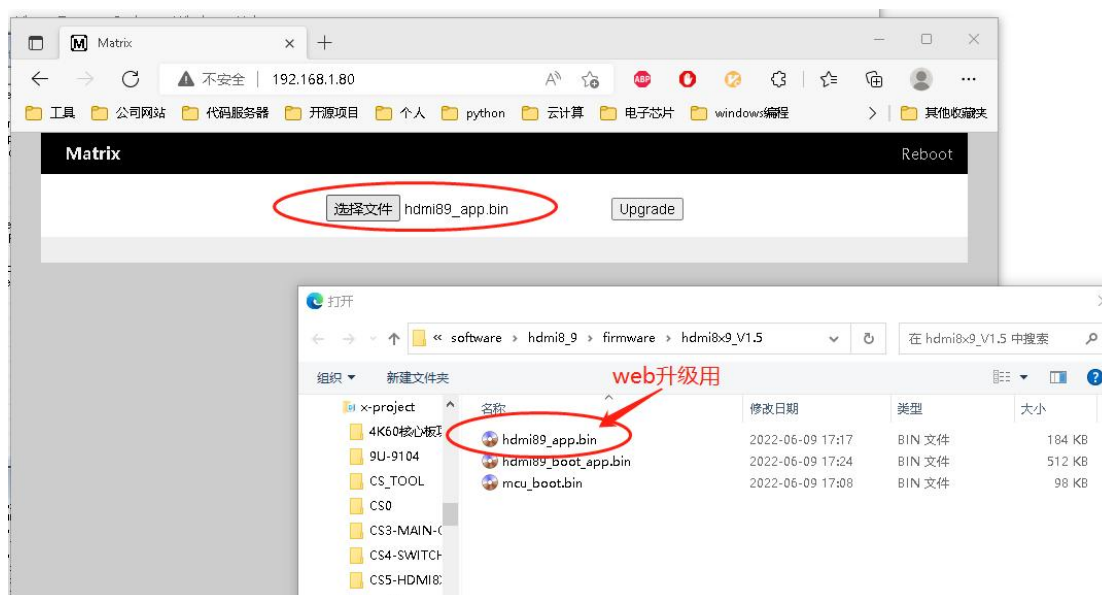 Matrix
不安全 192.168.1.80
工具 公司网站 代码服务器 开源项目 个人 python 云计算 电子芯片 windows编程 其他收藏夹
Matrix Reboot
选择文件 hdmi89_app.bin Upgrade
打开
« software › hdmi8_9 › firmware › hdmi8x9_V1.5 在 hdmi8x9_V1.5 中搜索
组织 新建文件夹 web升级用
x-project 名称 修改日期 类型 大小
4K60核心板项
hdmi89_app.bin 2022-06-09 17:17 BIN 文件 184 KB
9U-9104 hdmi89_boot_app.bin 2022-06-09 17:24 BIN 文件 512 KB
CS_TOOL mcu_boot.bin 2022-06-09 17:08 BIN 文件 98 KB
CS0
CS3-MAIN-
CS4-SWITCH
CS5-HDMI8